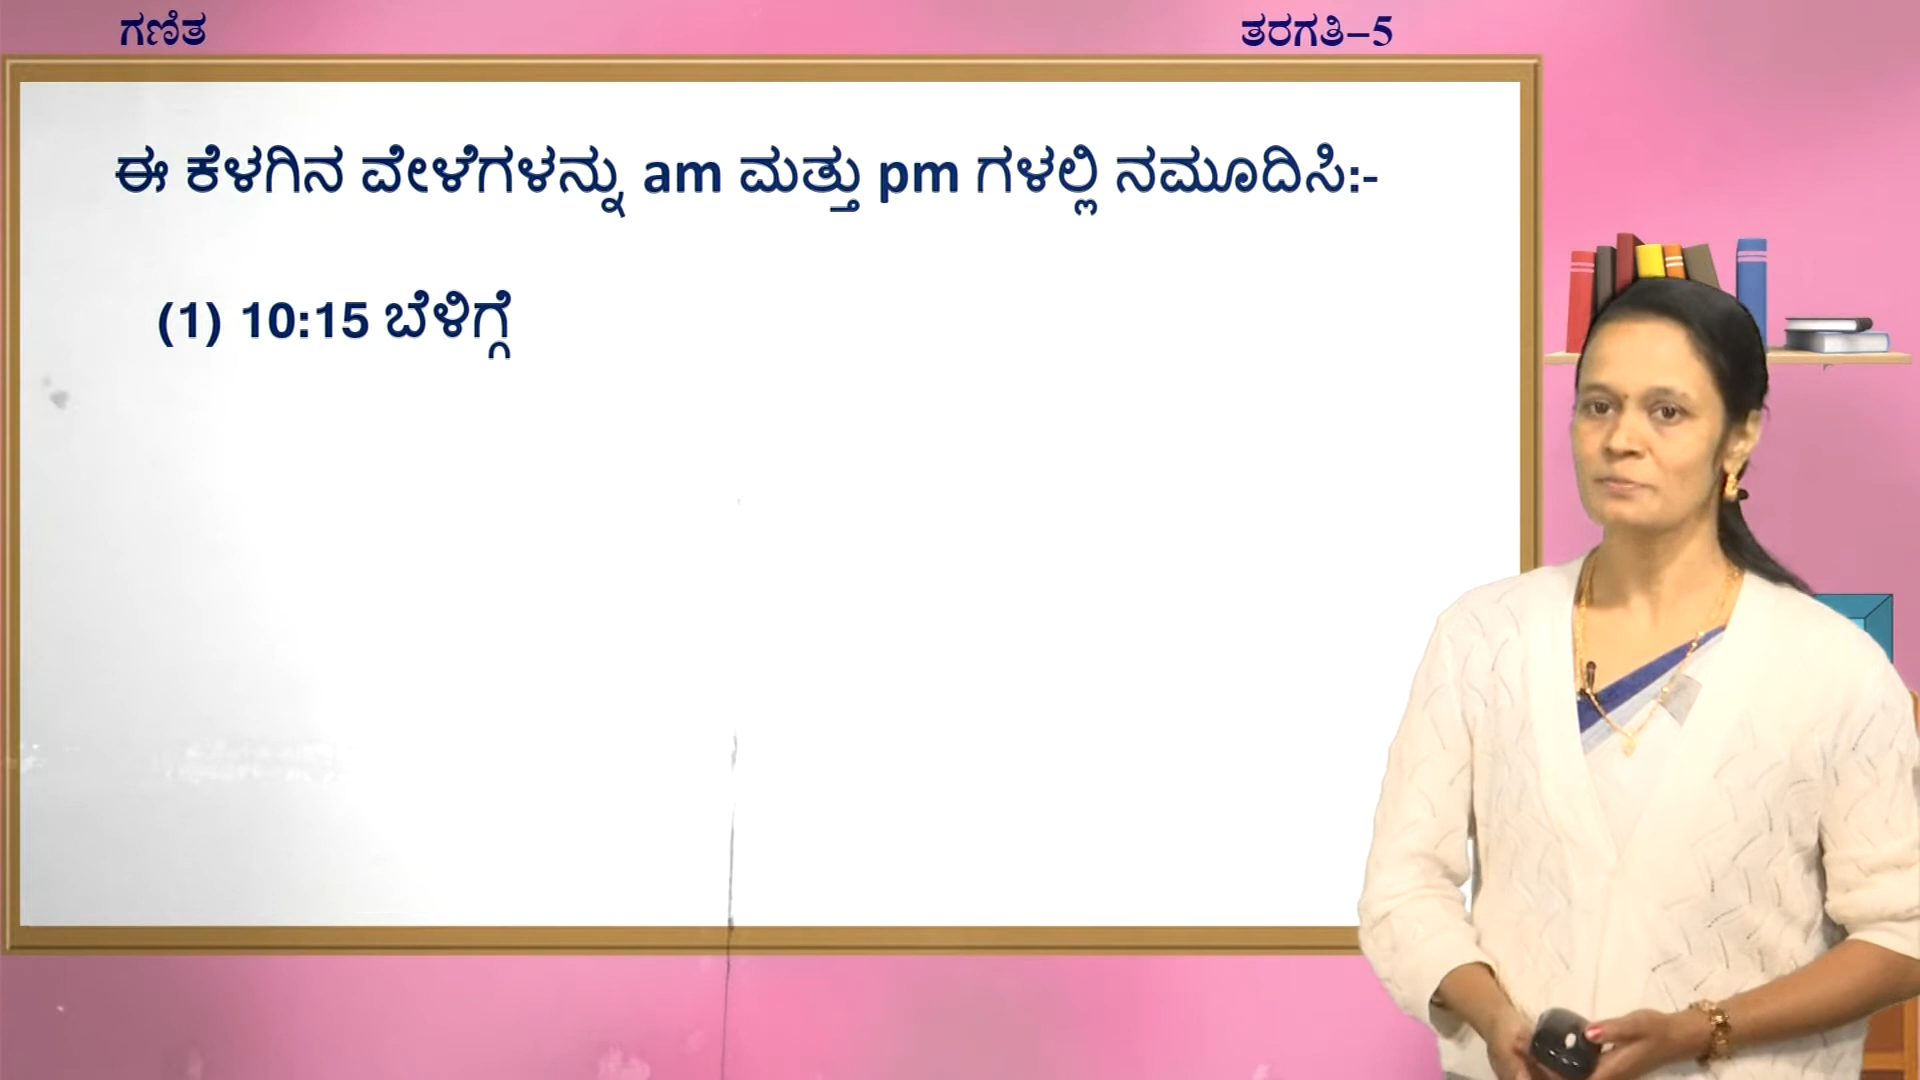 ಗಣಿತ
ತರಗತಿ–5
ಈ ಕೆಳಗಿನ ವೇಳೆಗಳನ್ನು am ಮತ್ತು pm ಗಳಲ್ಲಿ ನಮೂದಿಸಿ:-
(1) 10:15 ಬೆಳಿಗ್ಗೆ